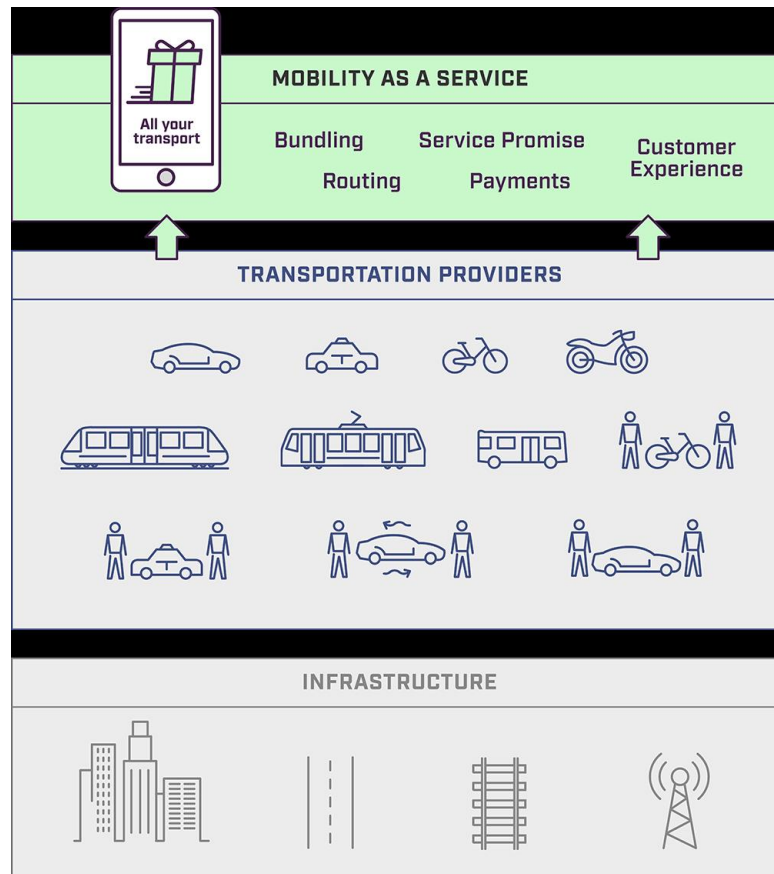 MOBILITY AS A SERVICE
All your
transport
Bundling
Service Promise
Customer
Experience
Routing
Payments
TRANSPORTATION PROVIDERS
INFRASTRUCTURE